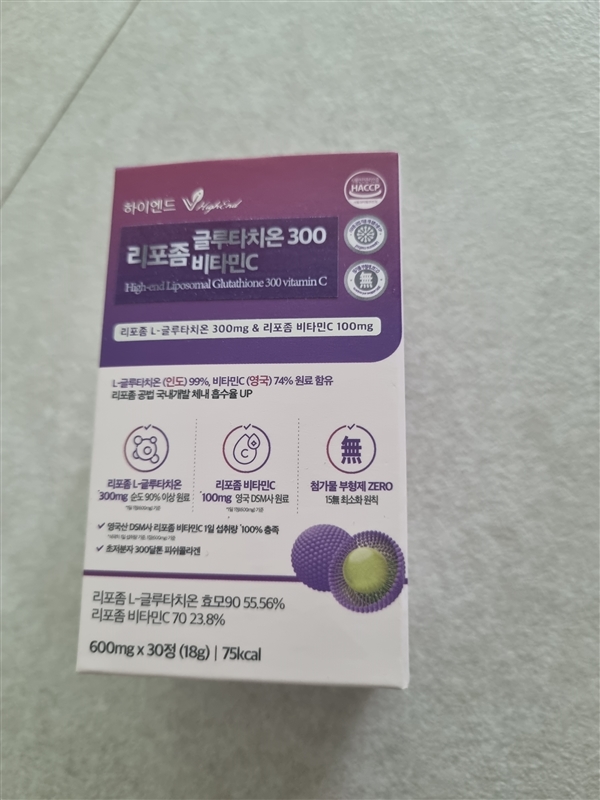 하이엔드 HighEnd
HACCP
리포좀 글루타치온 300
비타민C
無
High-end Liposomal Glutathione 300 vitamin C
리포좀 L-글루타치온 300mg & 리포좀 비타민C 100mg
L-글루타치온 (인도) 99%, 비타민C (영국) 74% 원료 함유
리포좀 공법 국내개발 체내 흡수율 UP
C
無
리포좀 L-글루타치온
300mg 순도 90% 이상 원료
리포좀 비타민C
100mg 영국 DSM사 원료
첨가물 부형제 ZERO
15無 최소화 원칙
영국산 DSM사 리포좀 비타민C 1일 섭취량 100% 충족
초저분자 300달톤 피쉬콜라겐
리포좀 L-글루타치온 효모90 55.56%
리포좀 비타민C 70 23.8%
600mg x 30정 (18g) | 75kcal